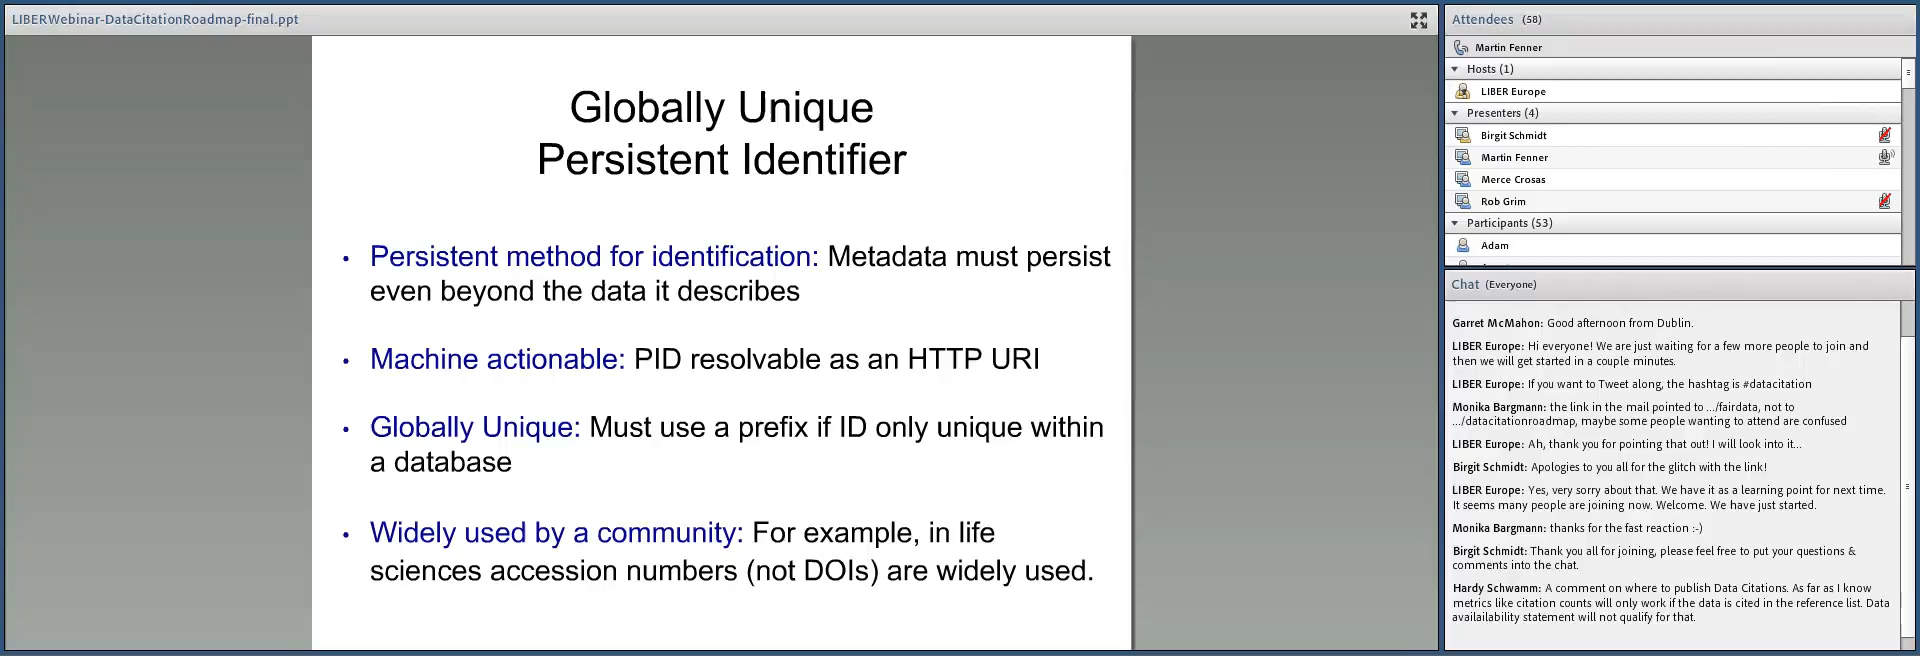 LIBERWebinar-DataCitationRoadmap-final.ppt
Globally Unique
Persistent Identifier
• Persistent method for identification: Metadata must persist
even beyond the data it describes
• Machine actionable: PID resolvable as an HTTP URI
• Globally Unique: Must use a prefix if ID only unique within
a database
• Widely used by a community: For example, in life
sciences accession numbers (not DOIs) are widely used.
Attendees (58)
Martin Fenner
Hosts (1)
LIBER Europe
Presenters (4)
Birgit Schmidt
Martin Fenner
Merce Crosas
Rob Grim
Participants (53)
Adam
Chat (Everyone)
Garret McMahon: Good afternoon from Dublin.
LIBER Europe: Hi everyone! We are just waiting for a few more people to join and
then we will get started in a couple minutes.
LIBER Europe: If you want to Tweet along, the hashtag is #datacitation
Monika Bargmann: the link in the mail pointed to .../fairdata, not to
.../datacitationroadmap, maybe some people wanting to attend are confused
LIBER Europe: Ah, thank you for pointing that out! I will look into it...
Birgit Schmidt: Apologies to you all for the glitch with the link!
LIBER Europe: Yes, very sorry about that. We have it as a learning point for next time.
It seems many people are joining now. Welcome. We have just started.
Monika Bargmann: thanks for the fast reaction :-)
Birgit Schmidt: Thank you all for joining, please feel free to put your questions &
comments into the chat.
Hardy Schwamm: A comment on where to publish Data Citations. As far as I know
metrics like citation counts will only work if the data is cited in the reference list. Data
availailability statement will not qualify for that.